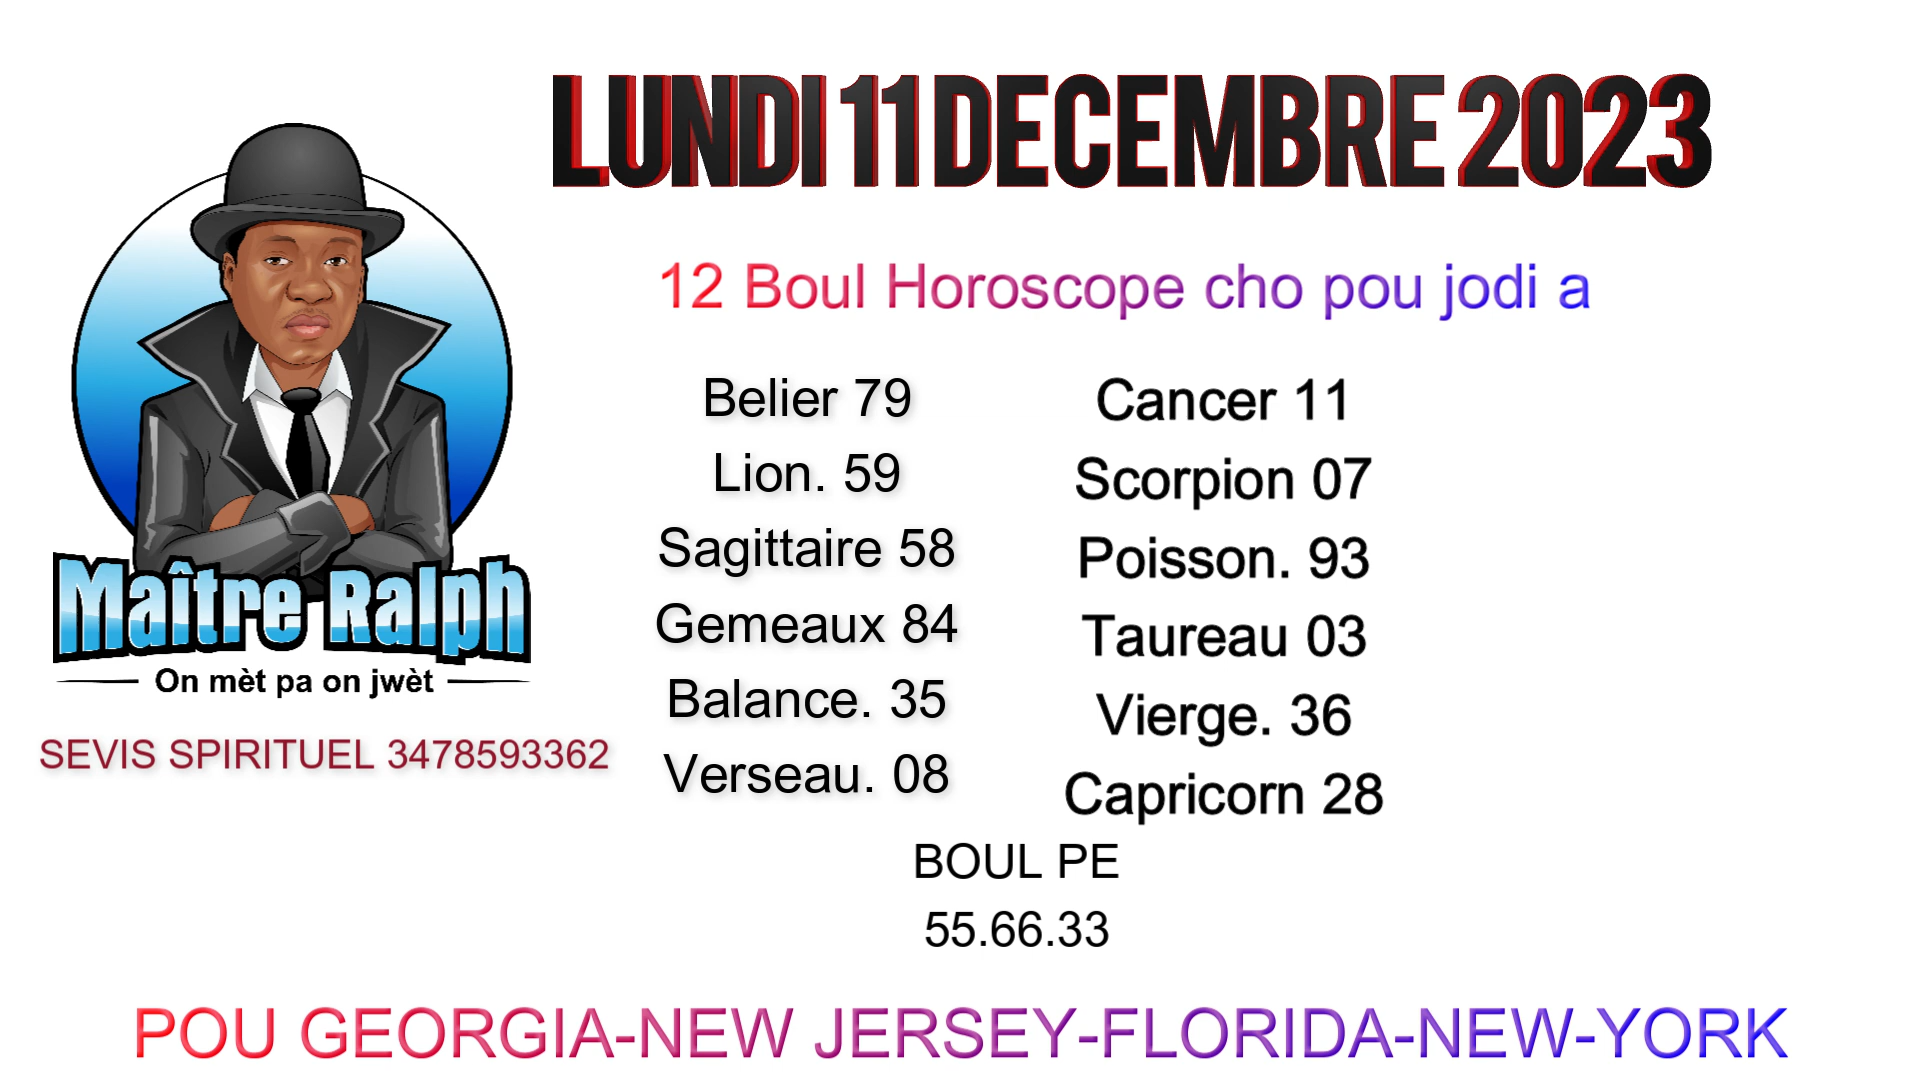 LUNDI 11 DECEMBRE 2023
12 Boul Horoscope cho pou jodi a
Belier 79
Lion. 59
Sagittaire 58
Gemeaux 84
Balance. 35
Verseau. 08
Cancer 11
Scorpion 07
Poisson. 93
Taureau 03
Vierge. 36
Capricorn 28
Maître Ralph
On mèt pa on jwèt
SEVIS SPIRITUEL 3478593362
BOUL PE
55.66.33
POU GEORGIA-NEW JERSEY-FLORIDA-NEW-YORK